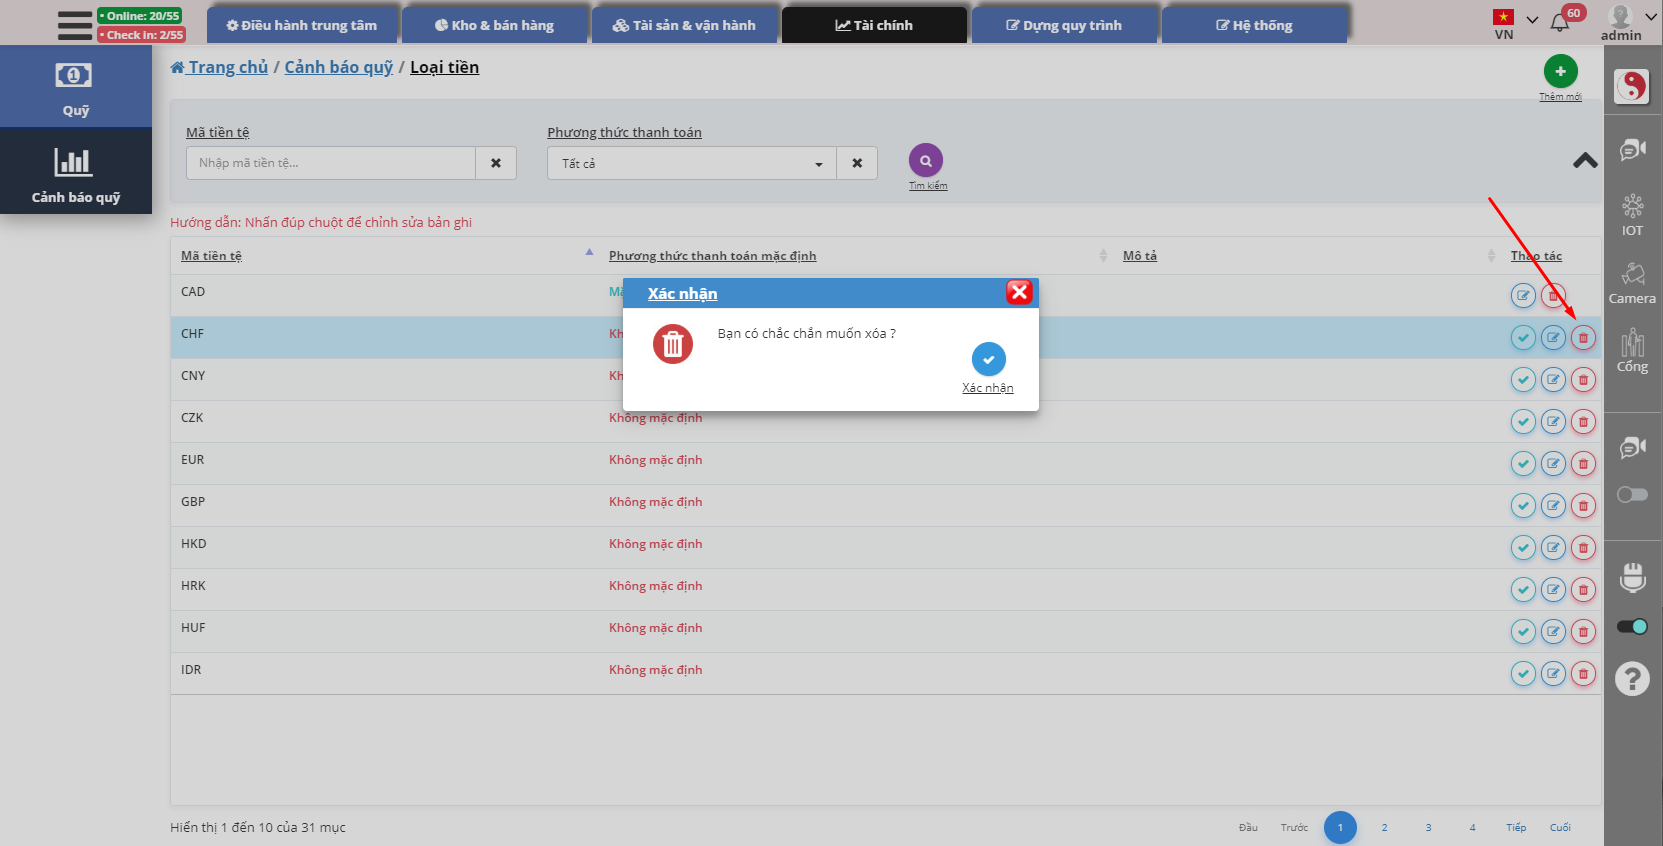 • Online: 20/55
• Check in: 2/55
Điều hành trung tâm
Kho & bán hàng
Tài sản & vận hành
Tài chính
Dựng quy trình
Hệ thống
VN
60
admin
Quỹ
Cảnh báo quỹ
Trang chủ / Cảnh báo quỹ / Loại tiền
Thêm mới
Mã tiền tệ
Phương thức thanh toán
Nhập mã tiền tệ...
Tất cả
Tìm kiếm
Hướng dẫn: Nhấn đúp chuột để chỉnh sửa bản ghi
Mã tiền tệ
Phương thức thanh toán mặc định
Mô tả
Thao tác
CAD
CHF
CNY
CZK
Không mặc định
EUR
Không mặc định
GBP
Không mặc định
HKD
Không mặc định
HRK
Không mặc định
HUF
Không mặc định
IDR
Không mặc định
Xác nhận
Bạn có chắc chắn muốn xóa ?
Xác nhận
IOT
Camera
Cổng
Hiển thị 1 đến 10 của 31 mục
Đầu
Trước
1
2
3
4
Tiếp
Cuối